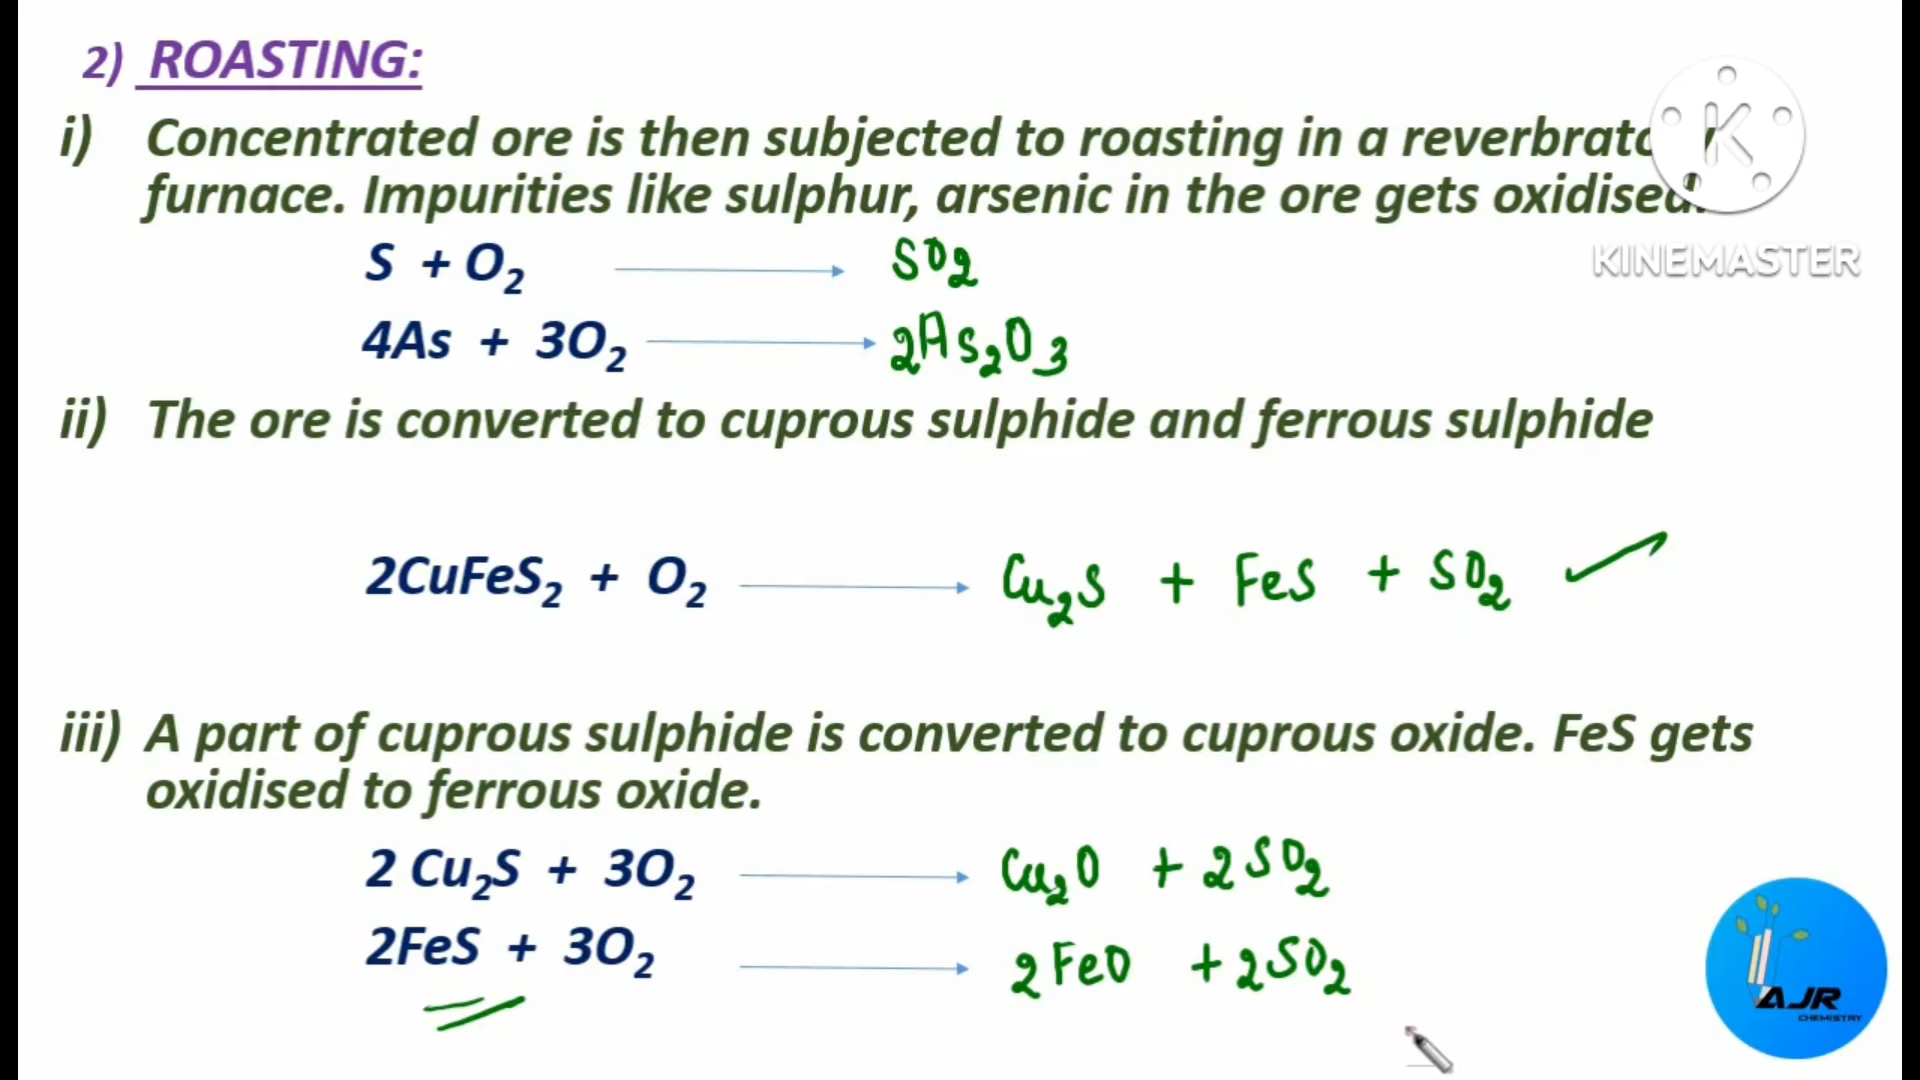 2) ROASTING:
i) Concentrated ore is then subjected to roasting in a
furnace. Impurities like sulphur, arsenic in the ore gets oxidised.
S + O₂ → SO₂
KINEMASTER
4As + 3O₂ → 2As₂O₃
ii) The ore is converted to cuprous sulphide and ferrous sulphide
2CuFeS₂ + O₂ → Cu₂S + FeS + SO₂
iii) A part of cuprous sulphide is converted to cuprous oxide. FeS gets
oxidised to ferrous oxide.
2 Cu₂S + 3O₂ → Cu₂O + 2SO₂
2FeS + 3O₂ → 2FeO + 2SO₂
AJR
CHEMISTRY